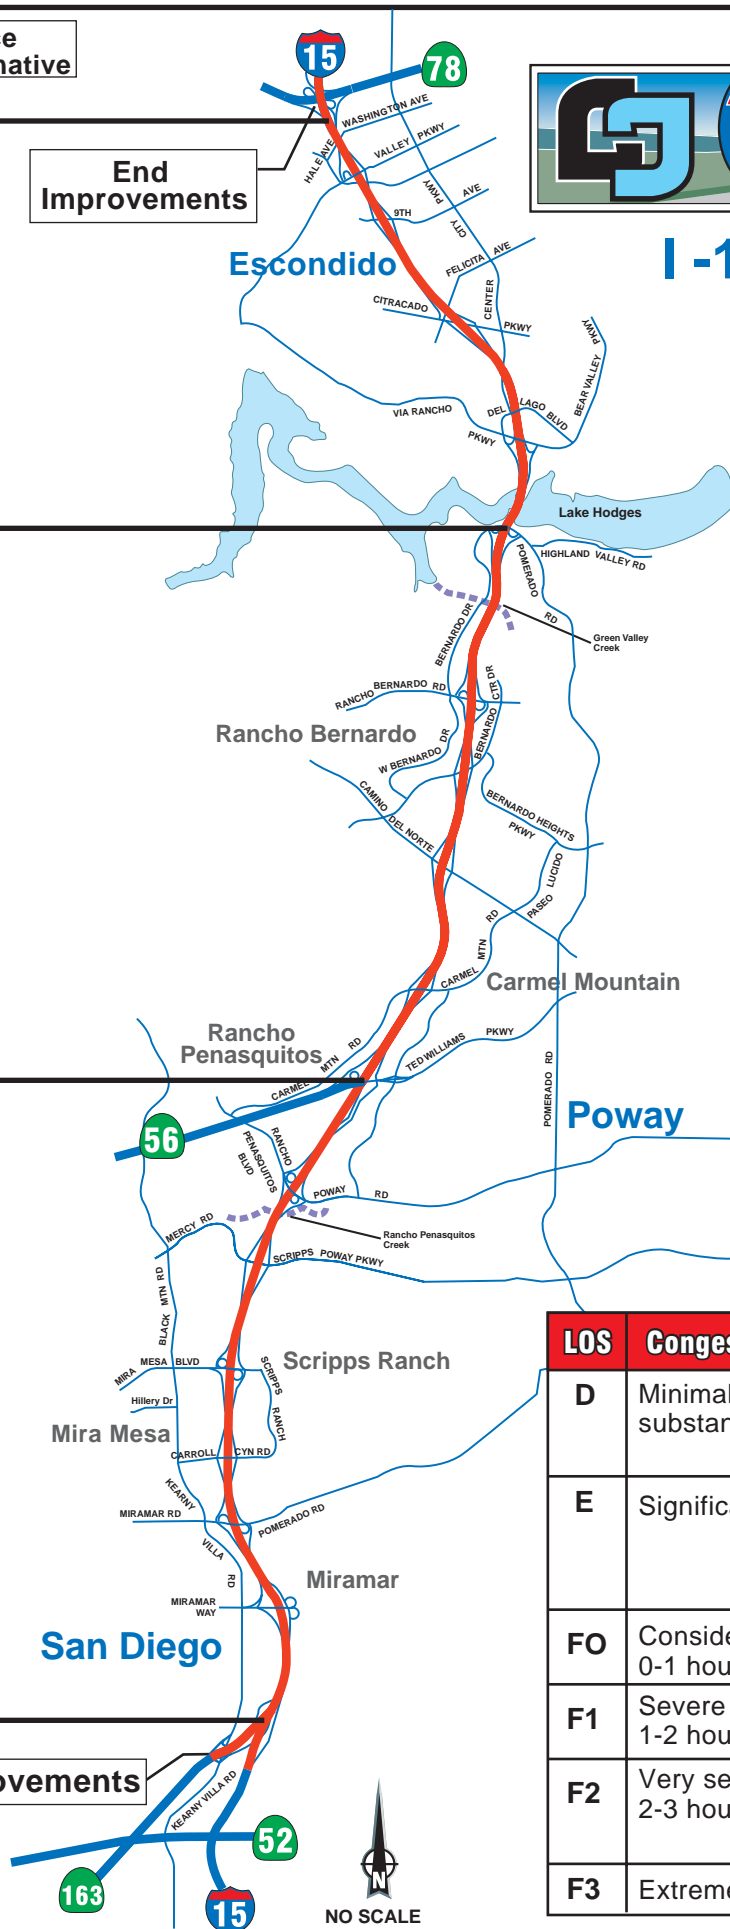 ce
native
15
78
WASHINGTON AVE
HALE AVE
VALLEY PKWY
End
Improvements
CITY PKWY
9TH AVE
Escondido
I -1
FELICITA AVE
CITRACADO PKWY
CENTER
BEAR VALLEY PKWY
VIA RANCHO PKWY
DEL LAGO BLVD
Lake Hodges
HIGHLAND VALLEY RD
POMERADO RD
Green Valley
Creek
BERNARDO DR
RANCHO BERNARDO RD
BERNARDO CTR DR
Rancho Bernardo
W BERNARDO DR
CAMINO DEL NORTE
BERNARDO HEIGHTS
PKWY
PASEO LUCIDO
CARMEL MTN RD
Carmel Mountain
Rancho
Penasquitos
CARMEL MTN RD
TED WILLIAMS PKWY
POMERADO RD
Poway
56
RANCHO
PENASQUITOS
BLVD
POWAY RD
MERCY RD
Rancho Penasquitos
Creek
SCRIPPS POWAY PKWY
BLACK MTN RD
MIRA MESA BLVD
Scripps Ranch
SCRIPPS RANCH
Hillery Dr
Mira Mesa
CARROLL CYN RD
KEARNY VILLA RD
MIRAMAR RD
POMERADO RD
Miramar
MIRAMAR
WAY
San Diego
ovements
KEARNY VILLA RD
52
163
15
N
NO SCALE
LOS Conges
D Minimal
substan
E Signific
FO Conside
0-1 hou
F1 Severe
1-2 hou
F2 Very se
2-3 hou
F3 Extreme